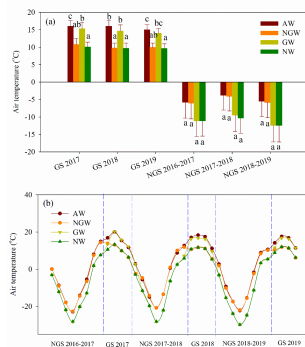 (a)
AW
NGW
GW
NW
Air temperature (°C)
20
15
10
5
0
-5
-10
-15
-20
c ab b a
c a b a
c a bc a
a a a a
a a a a
a a a a
GS 2017
GS 2018
GS 2019
NGS 2016-2017
NGS 2017-2018
NGS 2018-2019
(b)
AW
NGW
GW
NW
Air temperature (°C)
40
20
0
-20
NGS 2016-2017
GS 2017
NGS 2017-2018
GS 2018
NGS 2018-2019
GS 2019